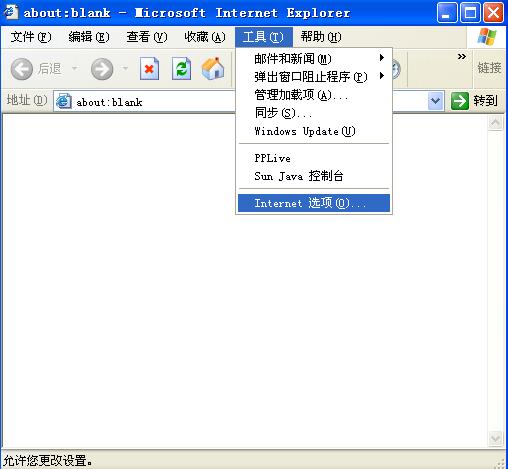 about:blank - Microsoft Internet Explorer
文件(F) 编辑(E) 查看(V) 收藏(A) 工具(T) 帮助(H)
后退 » 链接
地址(D) about:blank 转到
邮件和新闻(M)
弹出窗口阻止程序(P)
管理加载项(A)...
同步(S)...
Windows Update(U)
PPLive
Sun Java 控制台
Internet 选项(O)...
允许您更改设置。